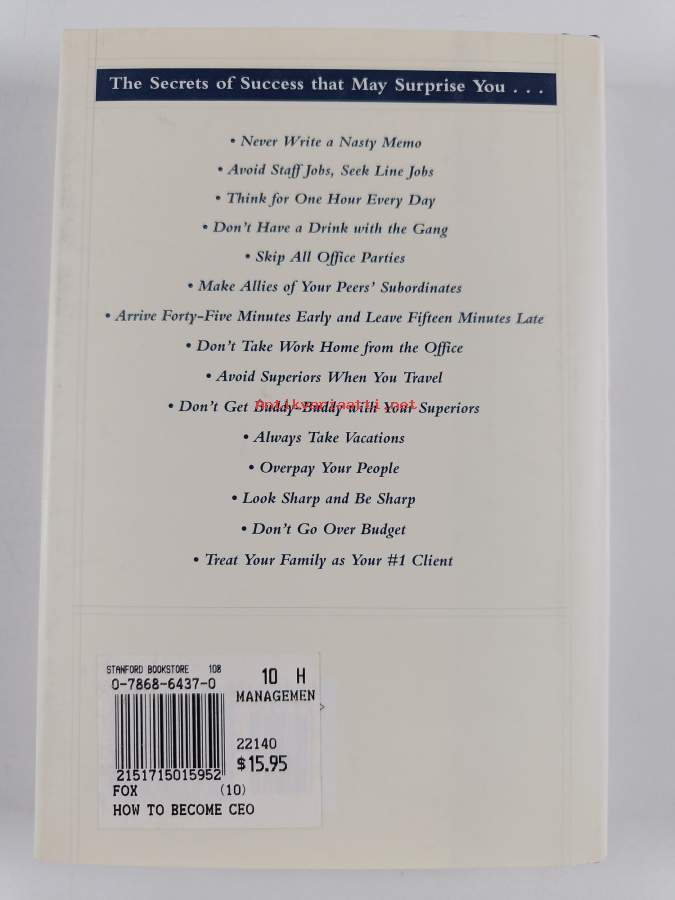 The Secrets of Success that May Surprise You . . .
• Never Write a Nasty Memo
• Avoid Staff Jobs, Seek Line Jobs
• Think for One Hour Every Day
• Don't Have a Drink with the Gang
• Skip All Office Parties
• Make Allies of Your Peers' Subordinates
• Arrive Forty-Five Minutes Early and Leave Fifteen Minutes Late
• Don't Take Work Home from the Office
• Avoid Superiors When You Travel
• Don't Get Buddy-Buddy with Your Superiors
Antikvariaatti.net
• Always Take Vacations
• Overpay Your People
• Look Sharp and Be Sharp
• Don't Go Over Budget
• Treat Your Family as Your #1 Client
STANFORD BOOKSTORE 108
0-7868-6437-0
10 H
MANAGEMEN
22140
$15.95
2151715015952
FOX (10)
HOW TO BECOME CEO